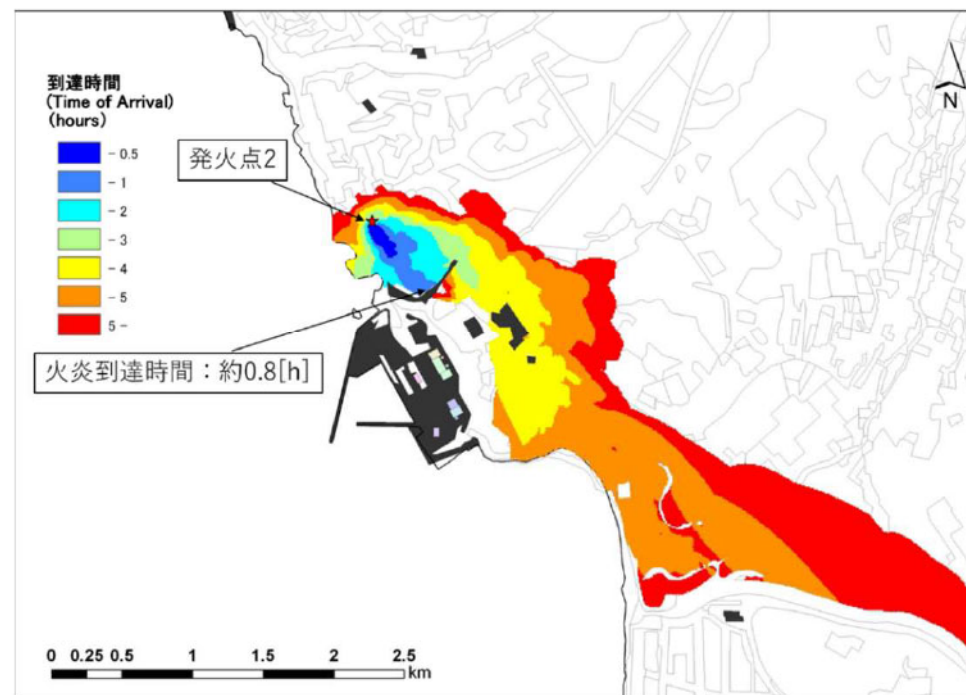 到達時間
(Time of Arrival)
(hours)
- 0.5
- 1
- 2
- 3
- 4
- 5
5 -
発火点2
火炎到達時間：約0.8[h]
N
0 0.25 0.5 1 1.5 2 2.5
km